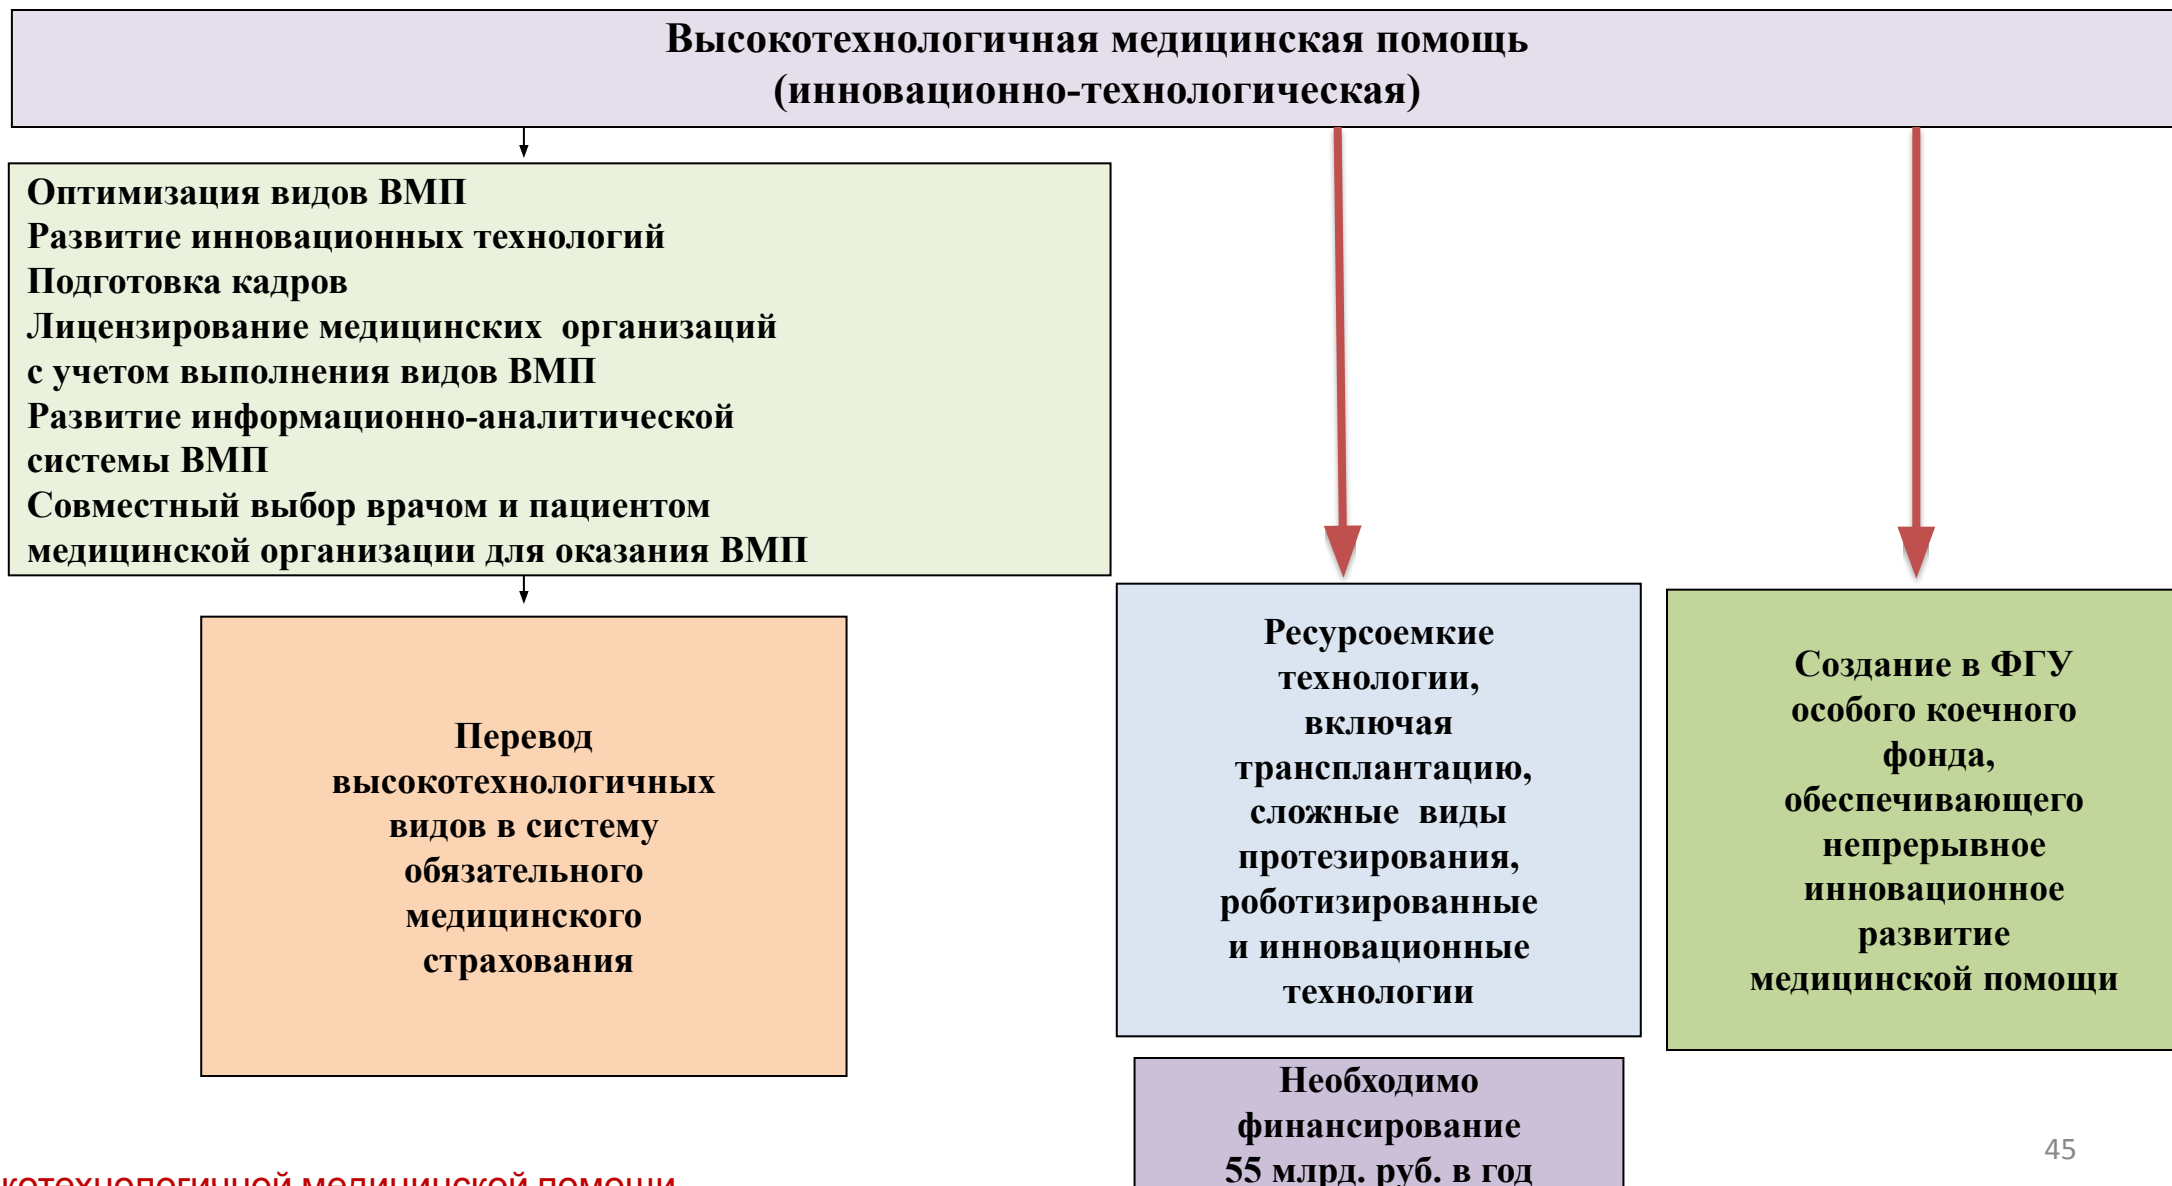 Высокотехнологичная медицинская помощь
(инновационно-технологическая)
Оптимизация видов ВМП
Развитие инновационных технологий
Подготовка кадров
Лицензирование медицинских  организаций
с учетом выполнения видов ВМП
Развитие информационно-аналитической
системы ВМП
Совместный выбор врачом и пациентом
медицинской организации для оказания ВМП
Перевод
высокотехнологичных
видов в систему
обязательного
медицинского
страхования
Ресурсоемкие
технологии,
включая
трансплантацию,
сложные  виды
протезирования,
роботизированные
и инновационные
технологии
Создание в ФГУ
особого коечного
фонда,
обеспечивающего
непрерывное
инновационное
развитие
медицинской помощи
Необходимо
финансирование
55 млрд. руб. в год
45
котехнологичной медицинской помощи